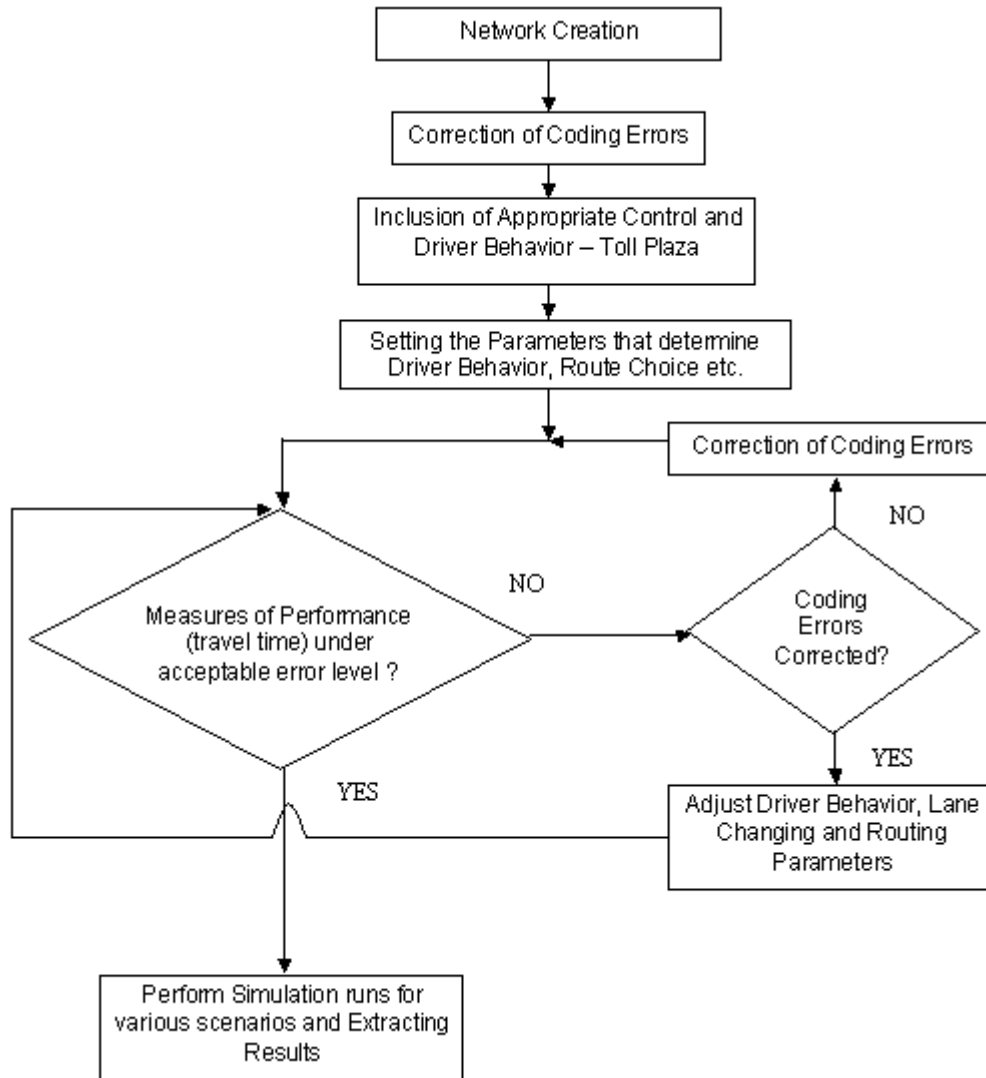 Network Creation
Correction of Coding Errors
Inclusion of Appropriate Control and
Driver Behavior – Toll Plaza
Setting the Parameters that determine
Driver Behavior, Route Choice etc.
Correction of Coding Errors
NO
NO
Measures of Performance
(travel time) under
acceptable error level ?
Coding
Errors
Corrected?
YES
YES
Adjust Driver Behavior, Lane
Changing and Routing
Parameters
Perform Simulation runs for
various scenarios and Extracting
Results